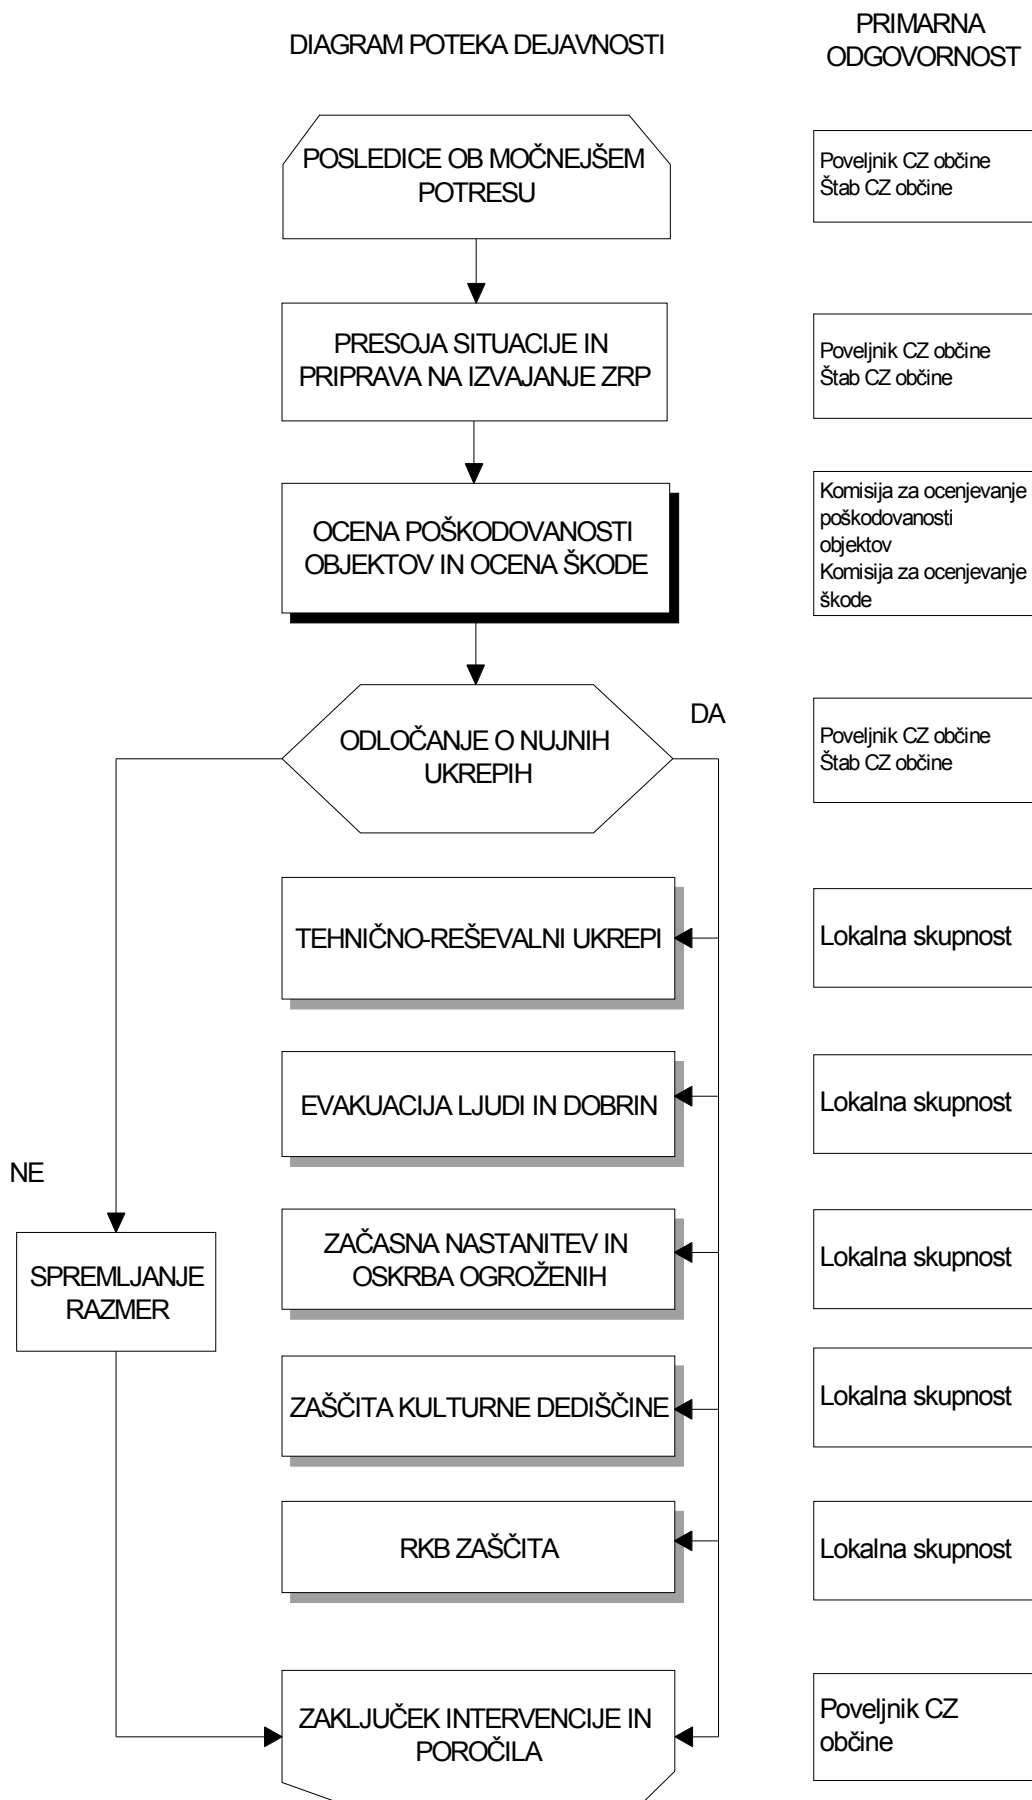 DIAGRAM POTEKA DEJAVNOSTI
PRIMARNA
ODGOVORNOST
POSLEDICE OB MOČNEJŠEM
POTRESU
Poveljnik CZ občine
Štab CZ občine
PRESOJA SITUACIJE IN
PRIPRAVA NA IZVAJANJE ZRP
Poveljnik CZ občine
Štab CZ občine
OCENA POŠKODOVANOSTI
OBJEKTOV IN OCENA ŠKODE
Komisija za ocenjevanje
poškodovanosti
objektov
Komisija za ocenjevanje
škode
ODLOČANJE O NUJNIH
UKREPIH
DA
Poveljnik CZ občine
Štab CZ občine
TEHNIČNO-REŠEVALNI UKREPI
Lokalna skupnost
EVAKUACIJA LJUDI IN DOBRIN
Lokalna skupnost
NE
SPREMLJANJE
RAZMER
ZAČASNA NASTANITEV IN
OSKRBA OGROŽENIH
Lokalna skupnost
ZAŠČITA KULTURNE DEDIŠČINE
Lokalna skupnost
RKB ZAŠČITA
Lokalna skupnost
ZAKLJUČEK INTERVENCIJE IN
POROČILA
Poveljnik CZ
občine